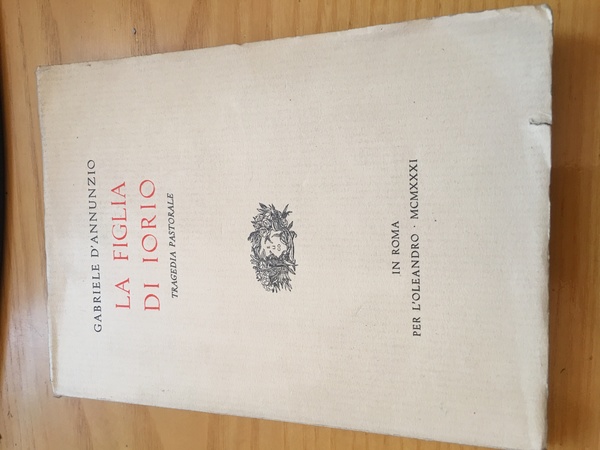 GABRIELE D'ANNUNZIO
LA FIGLIA
DI IORIO
TRAGEDIA PASTORALE
IN ROMA
PER L'OLEANDRO · MCMXXXI